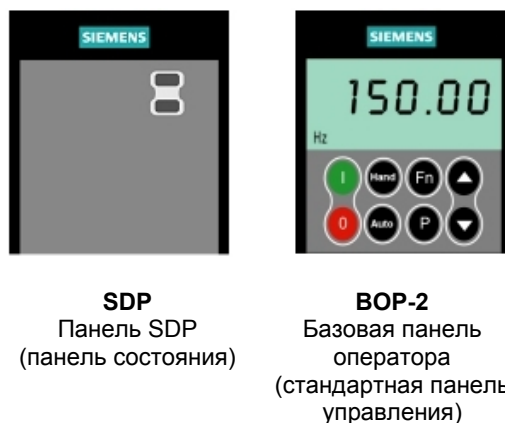 SIEMENS
SIEMENS
150.00
Hz
I
Hand
Fn
0
Auto
P
SDP
Панель SDP
(панель состояния)
BOP-2
Базовая панель
оператора
(стандартная панель
управления)